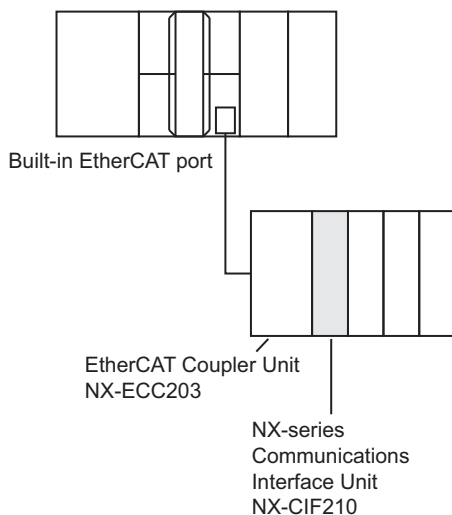 Built-in EtherCAT port
EtherCAT Coupler Unit
NX-ECC203
NX-series
Communications
Interface Unit
NX-CIF210